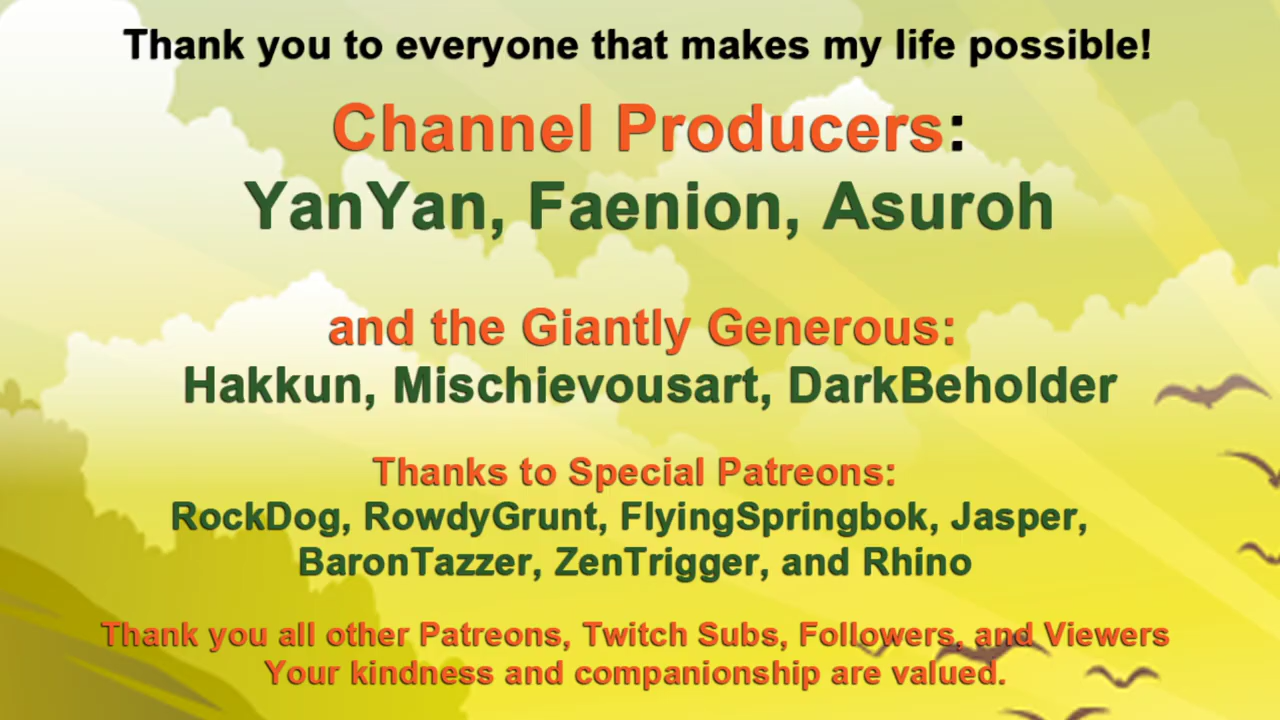 Thank you to everyone that makes my life possible!
Channel Producers:
YanYan, Faenion, Asuroh
and the Giantly Generous:
Hakkun, Mischievousart, DarkBeholder
Thanks to Special Patreons:
RockDog, RowdyGrunt, FlyingSpringbok, Jasper,
BaronTazzer, ZenTrigger, and Rhino
Thank you all other Patreons, Twitch Subs, Followers, and Viewers
Your kindness and companionship are valued.